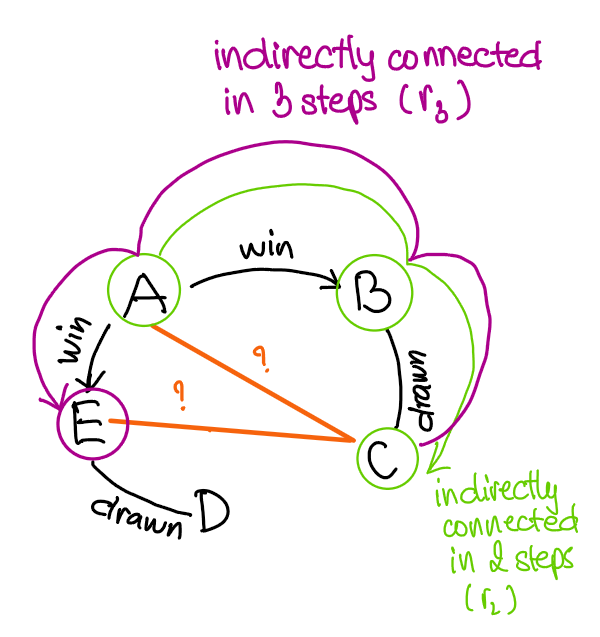 indirectly connected
in 3 steps (r₃)
win
A
B
win
?
?
drawn
E
C
drawn D
indirectly
connected
in 2 steps
(r₂)